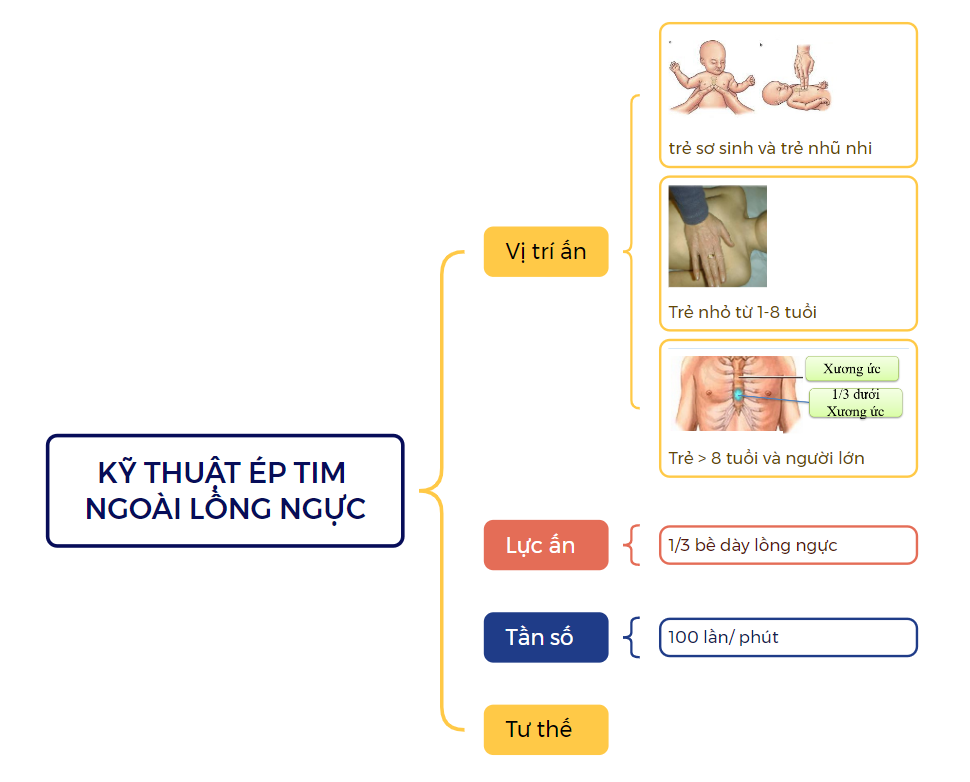 KỸ THUẬT ÉP TIM
NGOÀI LỒNG NGỰC
Vị trí ấn
trẻ sơ sinh và trẻ nhũ nhi
Trẻ nhỏ từ 1-8 tuổi
Xương ức
1/3 dưới
Xương ức
Trẻ > 8 tuổi và người lớn
Lực ấn
1/3 bề dày lồng ngực
Tần số
100 lần/ phút
Tư thế